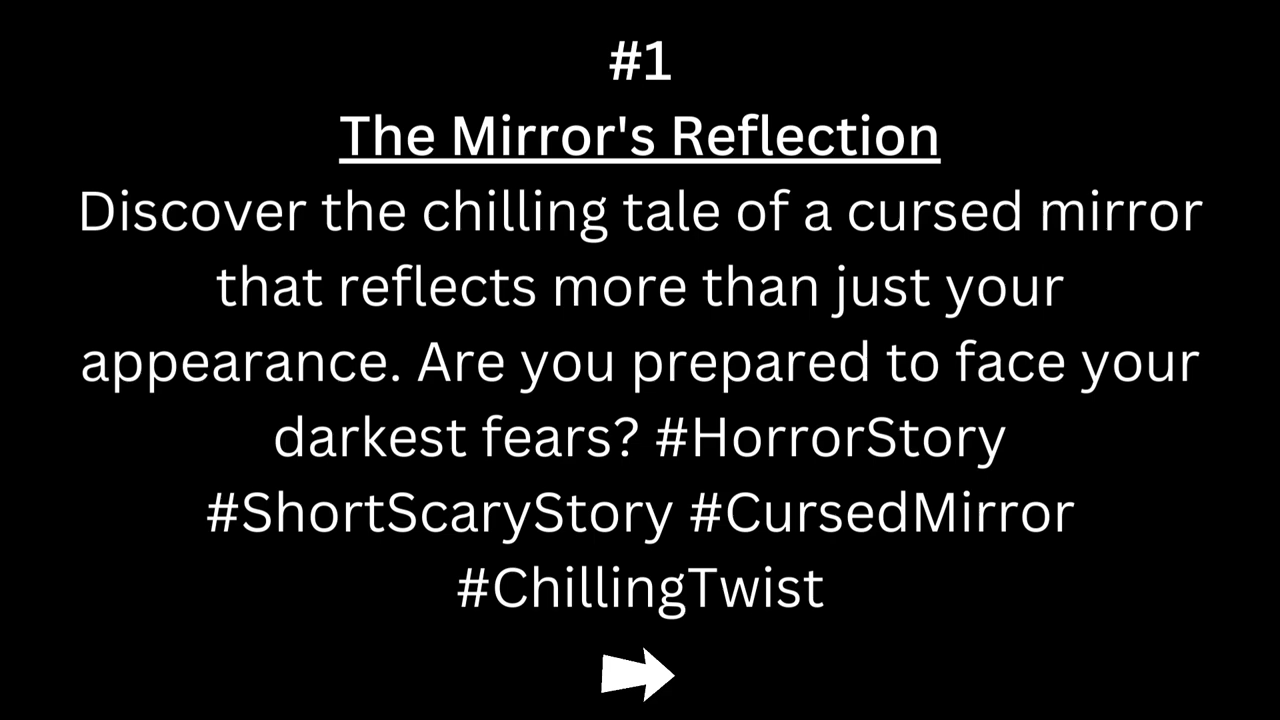 #1
The Mirror's Reflection
Discover the chilling tale of a cursed mirror
that reflects more than just your
appearance. Are you prepared to face your
darkest fears? #HorrorStory
#ShortScaryStory #CursedMirror
#ChillingTwist